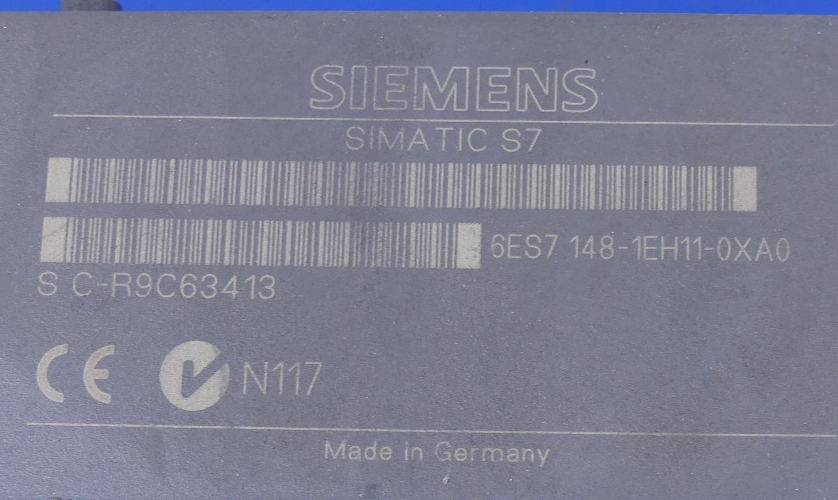 SIEMENS
SIMATIC S7
6ES7 148-1EH11-0XA0
S C-R9C63413
CE N117
Made in Germany